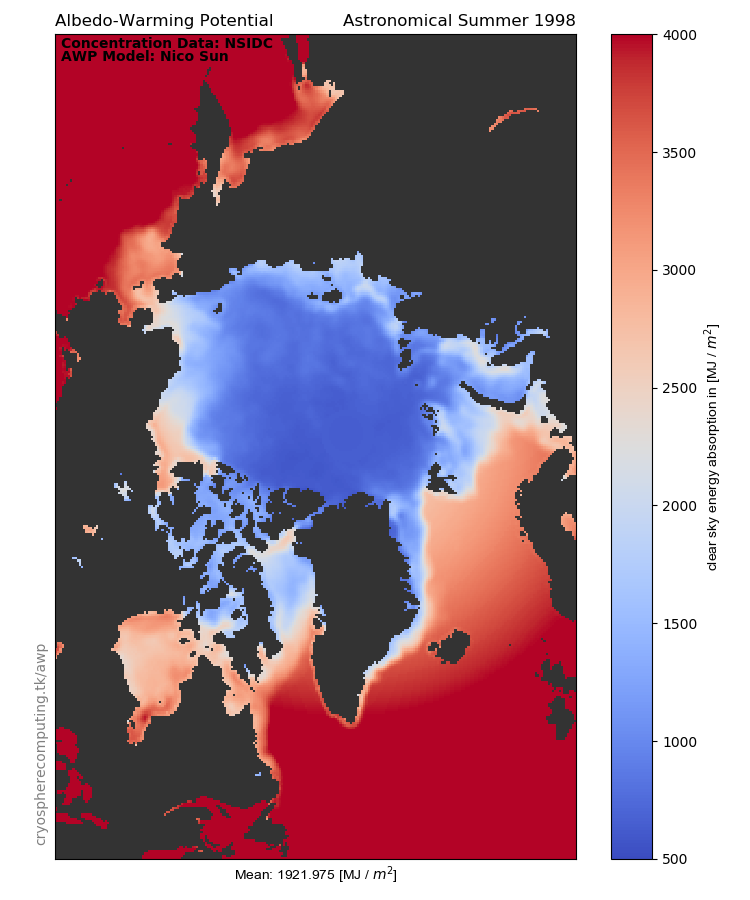 Albedo-Warming Potential
Astronomical Summer 1998
Concentration Data: NSIDC
AWP Model: Nico Sun
4000
3500
3000
2500
2000
1500
1000
500
clear sky energy absorption in [MJ / m²]
cryospherecomputing.tk/awp
Mean: 1921.975 [MJ / m²]